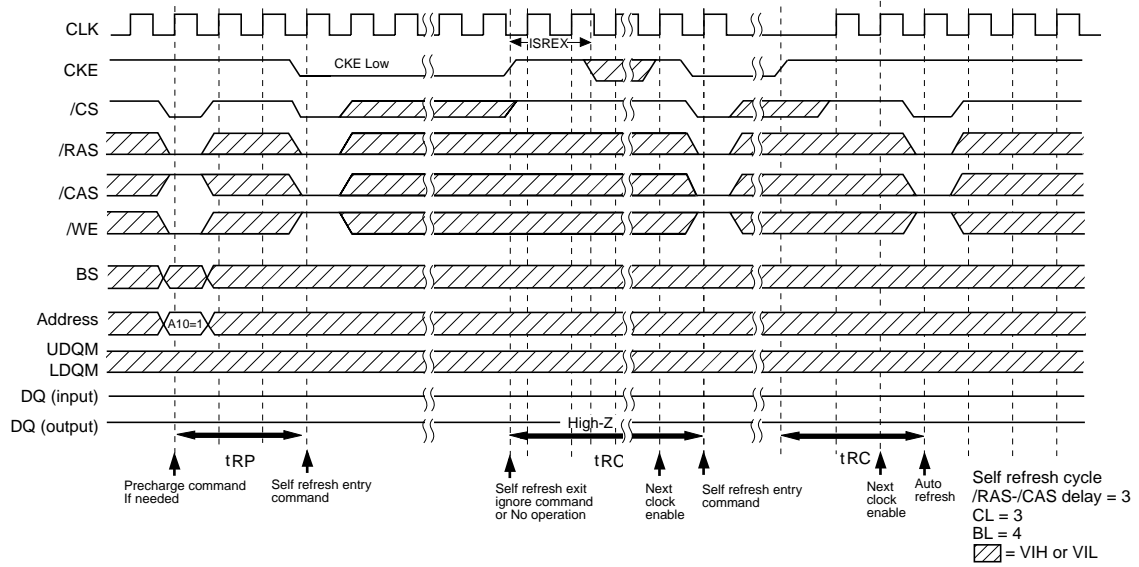 CLK
ISREX
CKE
CKE Low
/CS
/RAS
/CAS
/WE
BS
Address
A10=1
UDQM
LDQM
DQ (input)
DQ (output)
High-Z
tRP
tRC
tRC
Precharge command
If needed
Self refresh entry
command
Self refresh exit
ignore command
or No operation
Next
clock
enable
Self refresh entry
command
Next
clock
enable
Auto
refresh
Self refresh cycle
/RAS-/CAS delay = 3
CL = 3
BL = 4
= VIH or VIL